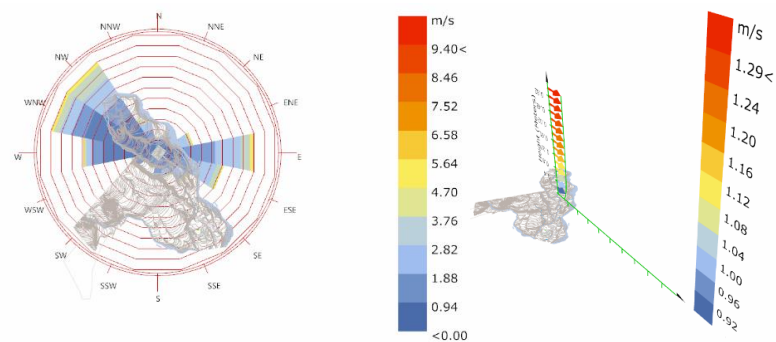 N
NNE
NE
ENE
E
ESE
SE
SSE
S
SSW
SW
WSW
W
WNW
NW
NNW
m/s
9.40<
8.46
7.52
6.58
5.64
4.70
3.76
2.82
1.88
0.94
<0.00
m/s
1.29<
1.24
1.20
1.16
1.12
1.08
1.04
1.00
0.96
0.92